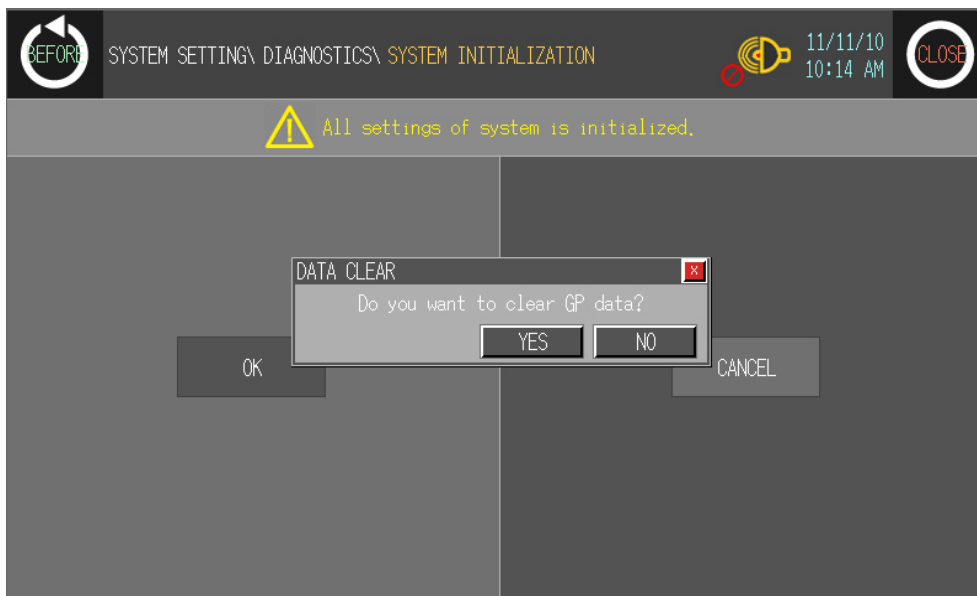 BEFORE
SYSTEM SETTING\ DIAGNOSTICS\ SYSTEM INITIALIZATION
11/11/10
10:14 AM
CLOSE
All settings of system is initialized.
DATA CLEAR
x
Do you want to clear GP data?
YES
NO
OK
CANCEL